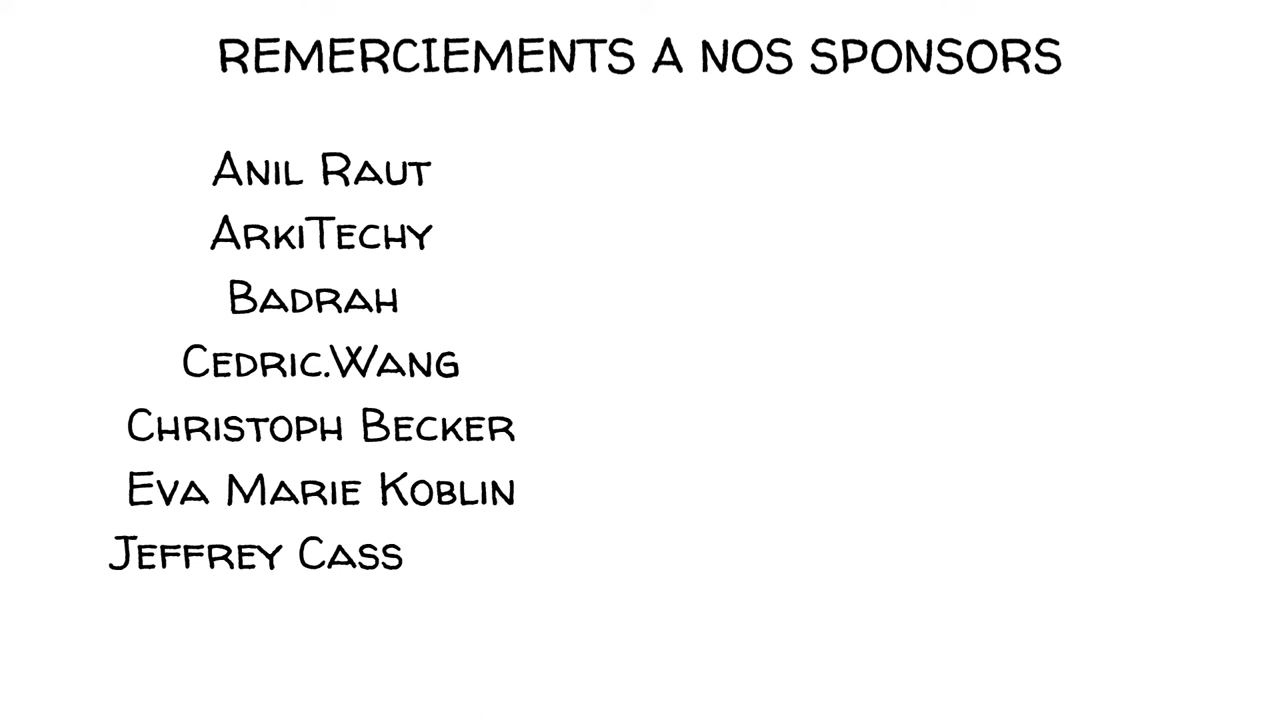 REMERCIEMENTS A NOS SPONSORS
Anil Raut
ArkiTechy
Badrah
Cedric.Wang
Christoph Becker
Eva Marie Koblin
Jeffrey Cass